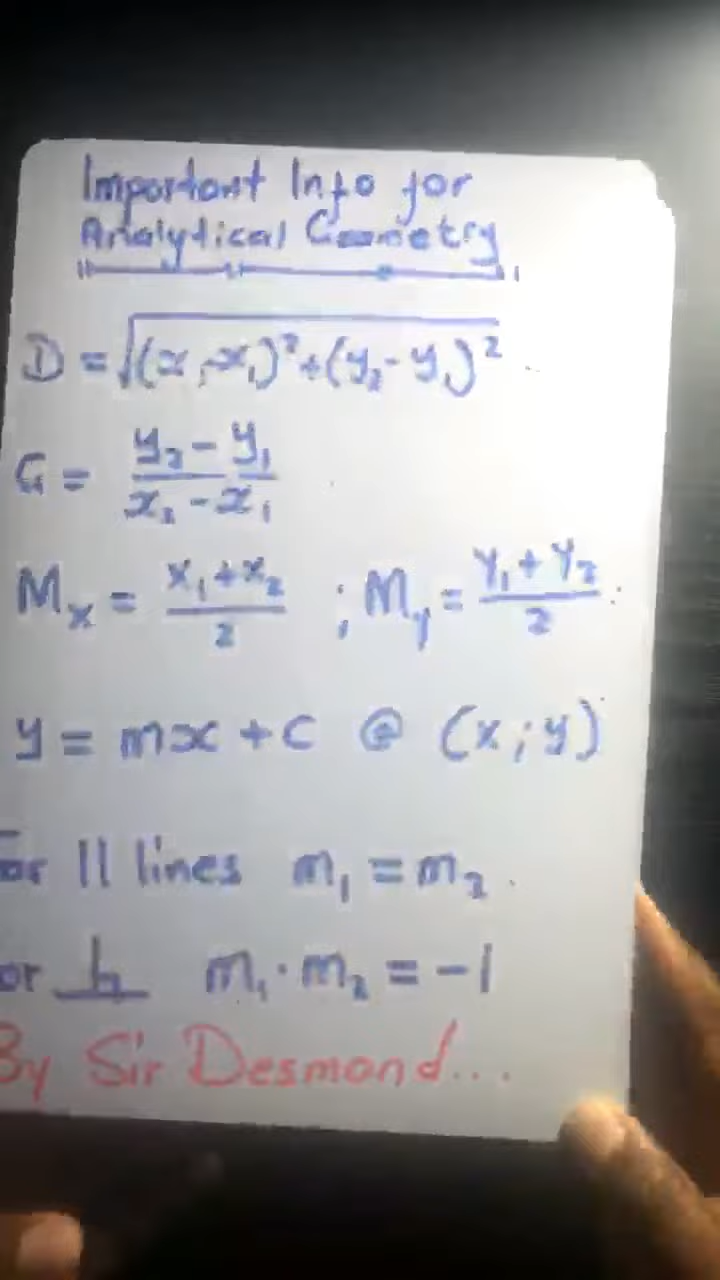 Important Info for
Analytical Geometry
D = √(x₂-x₁)² + (y₂-y₁)²
G = y₂-y₁ / x₂-x₁
Mx = x₁+x₂ / 2 ; My = y₁+y₂ / 2
y = mx + c @ (x;y)
For || lines m₁ = m₂.
or ⊥ m₁·m₂ = -1
By Sir Desmond...